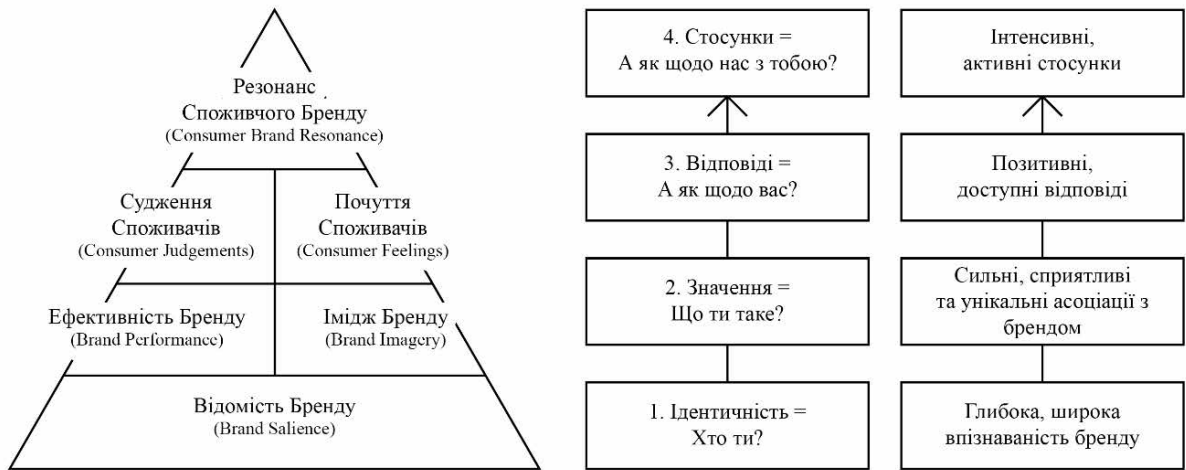 Резонанс
Споживчого Бренду
(Consumer Brand Resonance)
Судження
Споживачів
(Consumer Judgements)
Почуття
Споживачів
(Consumer Feelings)
Ефективність Бренду
(Brand Performance)
Імідж Бренду
(Brand Imagery)
Відомість Бренду
(Brand Salience)
4. Стосунки =
А як щодо нас з тобою?
3. Відповіді =
А як щодо вас?
2. Значення =
Що ти таке?
1. Ідентичність =
Хто ти?
Інтенсивні,
активні стосунки
Позитивні,
доступні відповіді
Сильні, сприятливі
та унікальні асоціації з
брендом
Глибока, широка
впізнаваність бренду